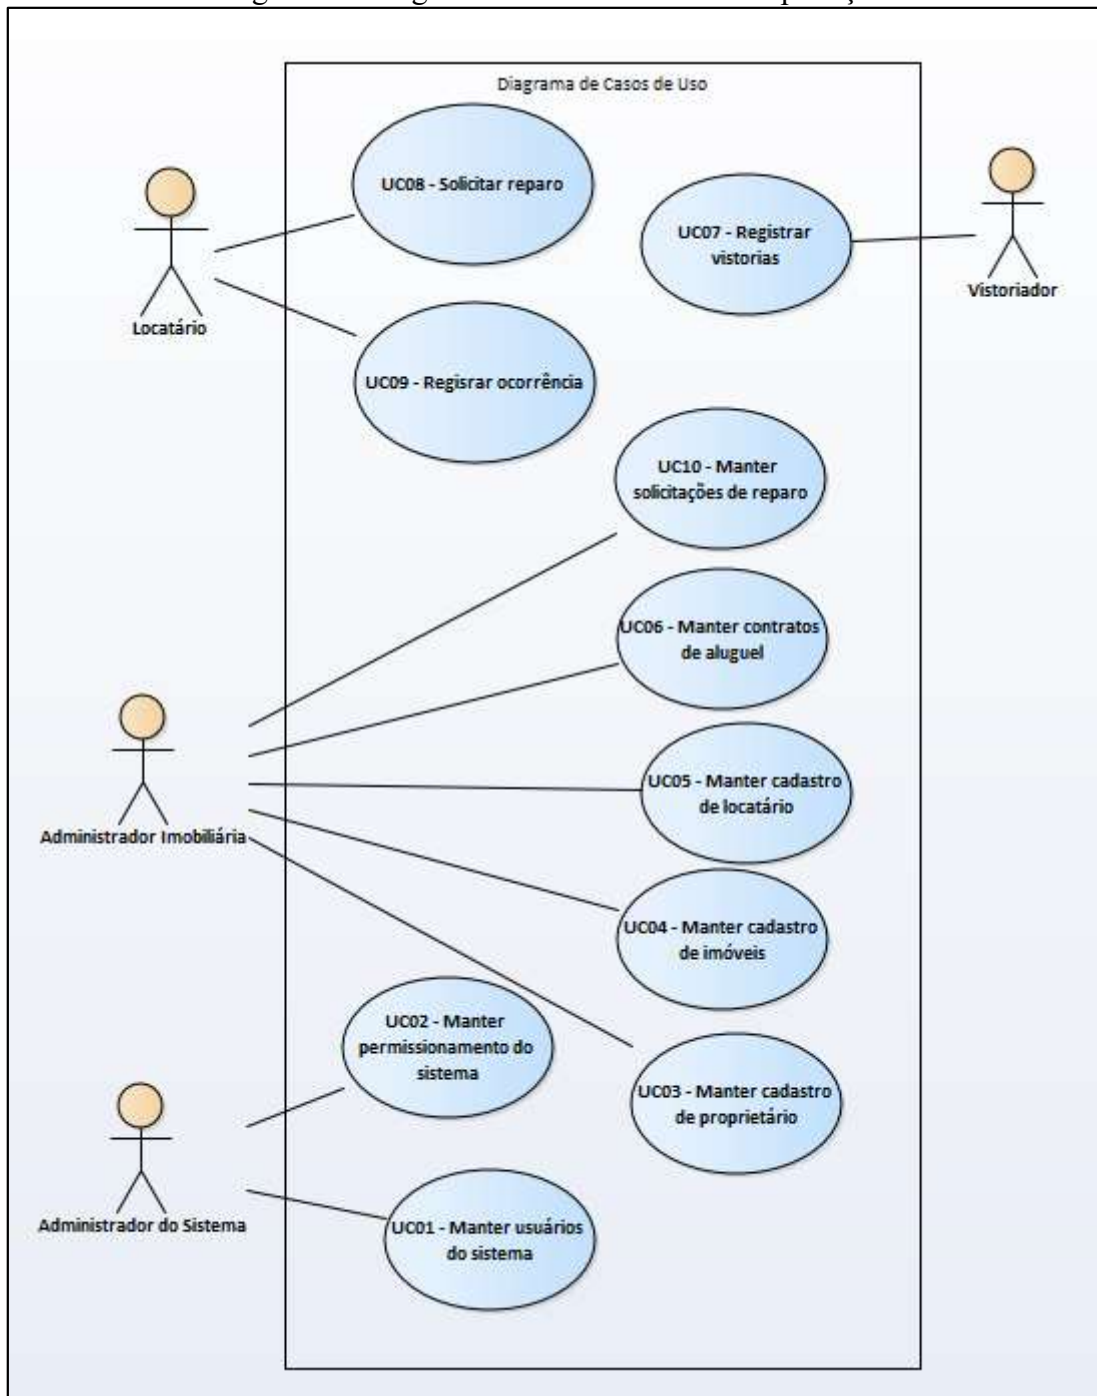 Diagrama de Casos de Uso
UC08 - Solicitar reparo
UC07 - Registrar
vistorias
Vistoriador
Locatário
UC09 - Regisrar ocorrência
UC10 - Manter
solicitações de reparo
UC06 - Manter contratos
de aluguel
UC05 - Manter cadastro
de locatário
Administrador Imobiliária
UC04 - Manter cadastro
de imóveis
UC02 - Manter
permissionamento do
sistema
UC03 - Manter cadastro
de proprietário
Administrador do Sistema
UC01 - Manter usuários
do sistema